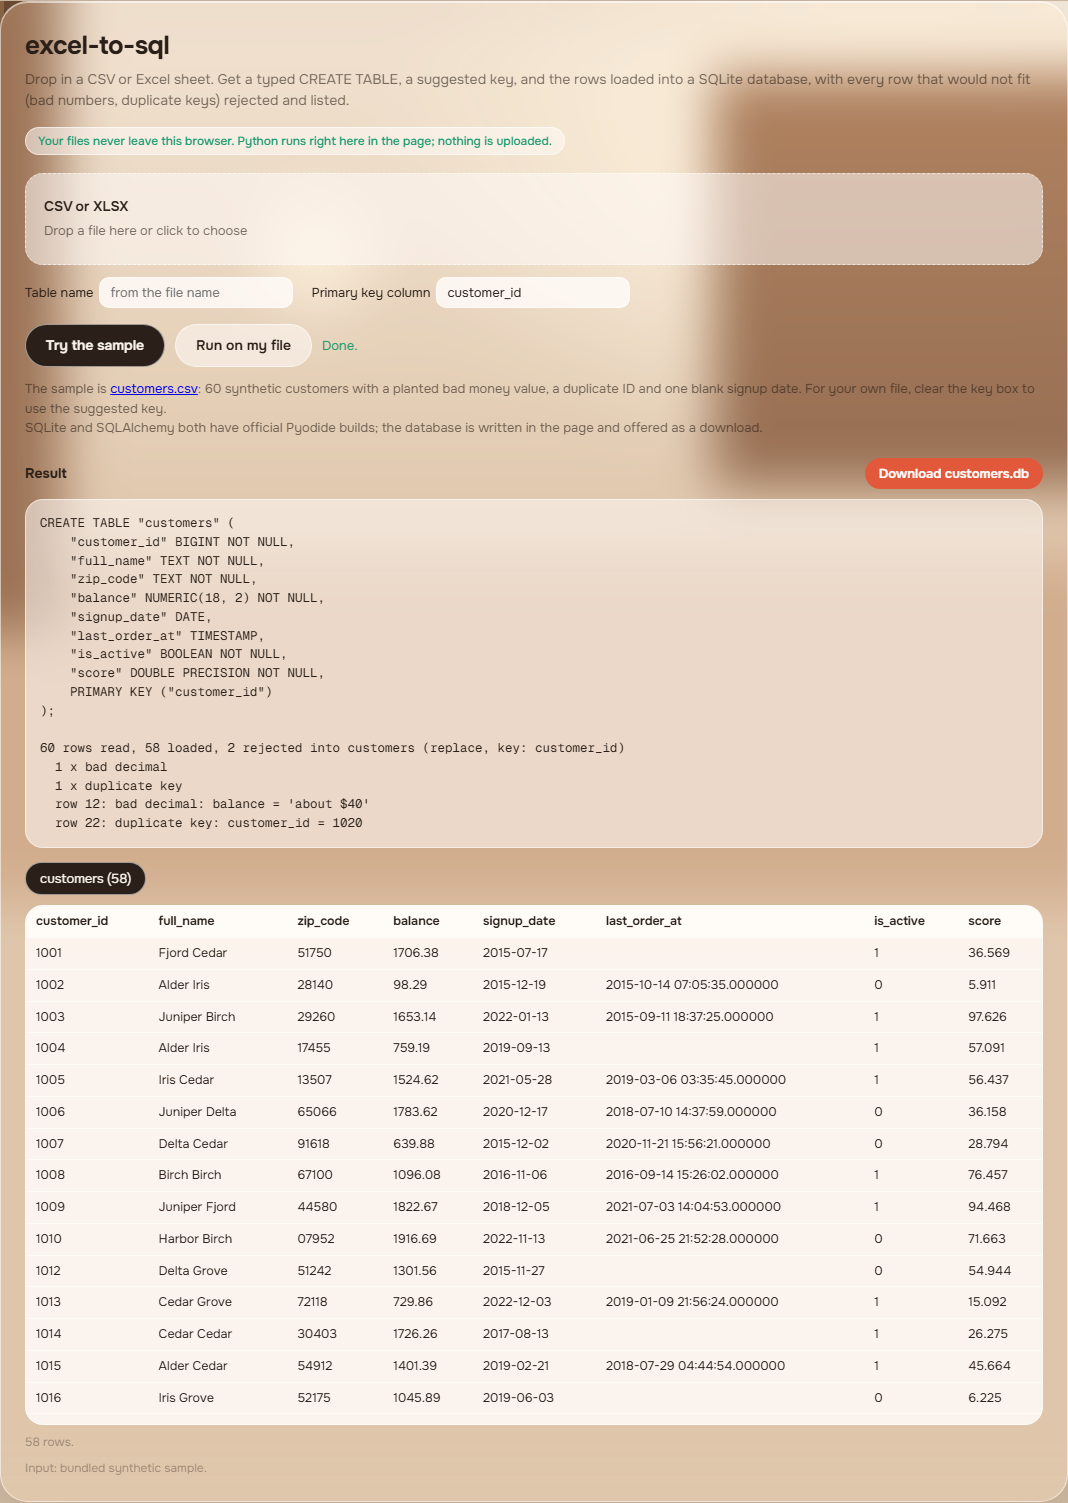 excel-to-sql
Drop in a CSV or Excel sheet. Get a typed CREATE TABLE, a suggested key, and the rows loaded into a SQLite database, with every row that would not fit
(bad numbers, duplicate keys) rejected and listed.
Your files never leave this browser. Python runs right here in the page; nothing is uploaded.
CSV or XLSX
Drop a file here or click to choose
Table name from the file name Primary key column customer_id
Try the sample Run on my file Done.
The sample is customers.csv: 60 synthetic customers with a planted bad money value, a duplicate ID and one blank signup date. For your own file, clear the key box to
use the suggested key.
SQLite and SQLAlchemy both have official Pyodide builds; the database is written in the page and offered as a download.
Result Download customers.db
CREATE TABLE "customers" (
    "customer_id" BIGINT NOT NULL,
    "full_name" TEXT NOT NULL,
    "zip_code" TEXT NOT NULL,
    "balance" NUMERIC(18, 2) NOT NULL,
    "signup_date" DATE,
    "last_order_at" TIMESTAMP,
    "is_active" BOOLEAN NOT NULL,
    "score" DOUBLE PRECISION NOT NULL,
    PRIMARY KEY ("customer_id")
);
60 rows read, 58 loaded, 2 rejected into customers (replace, key: customer_id)
  1 x bad decimal
  1 x duplicate key
  row 12: bad decimal: balance = 'about $40'
  row 22: duplicate key: customer_id = 1020
customers (58)
customer_id full_name zip_code balance signup_date last_order_at is_active score
1001 Fjord Cedar 51750 1706.38 2015-07-17 1 36.569
1002 Alder Iris 28140 98.29 2015-12-19 2015-10-14 07:05:35.000000 0 5.911
1003 Juniper Birch 29260 1653.14 2022-01-13 2015-09-11 18:37:25.000000 1 97.626
1004 Alder Iris 17455 759.19 2019-09-13 1 57.091
1005 Iris Cedar 13507 1524.62 2021-05-28 2019-03-06 03:35:45.000000 1 56.437
1006 Juniper Delta 65066 1783.62 2020-12-17 2018-07-10 14:37:59.000000 0 36.158
1007 Delta Cedar 91618 639.88 2015-12-02 2020-11-21 15:56:21.000000 0 28.794
1008 Birch Birch 67100 1096.08 2016-11-06 2016-09-14 15:26:02.000000 1 76.457
1009 Juniper Fjord 44580 1822.67 2018-12-05 2021-07-03 14:04:53.000000 1 94.468
1010 Harbor Birch 07952 1916.69 2022-11-13 2021-06-25 21:52:28.000000 0 71.663
1012 Delta Grove 51242 1301.56 2015-11-27 0 54.944
1013 Cedar Grove 72118 729.86 2022-12-03 2019-01-09 21:56:24.000000 1 15.092
1014 Cedar Cedar 30403 1726.26 2017-08-13 1 26.275
1015 Alder Cedar 54912 1401.39 2019-02-21 2018-07-29 04:44:54.000000 1 45.664
1016 Iris Grove 52175 1045.89 2019-06-03 0 6.225
58 rows.
Input: bundled synthetic sample.